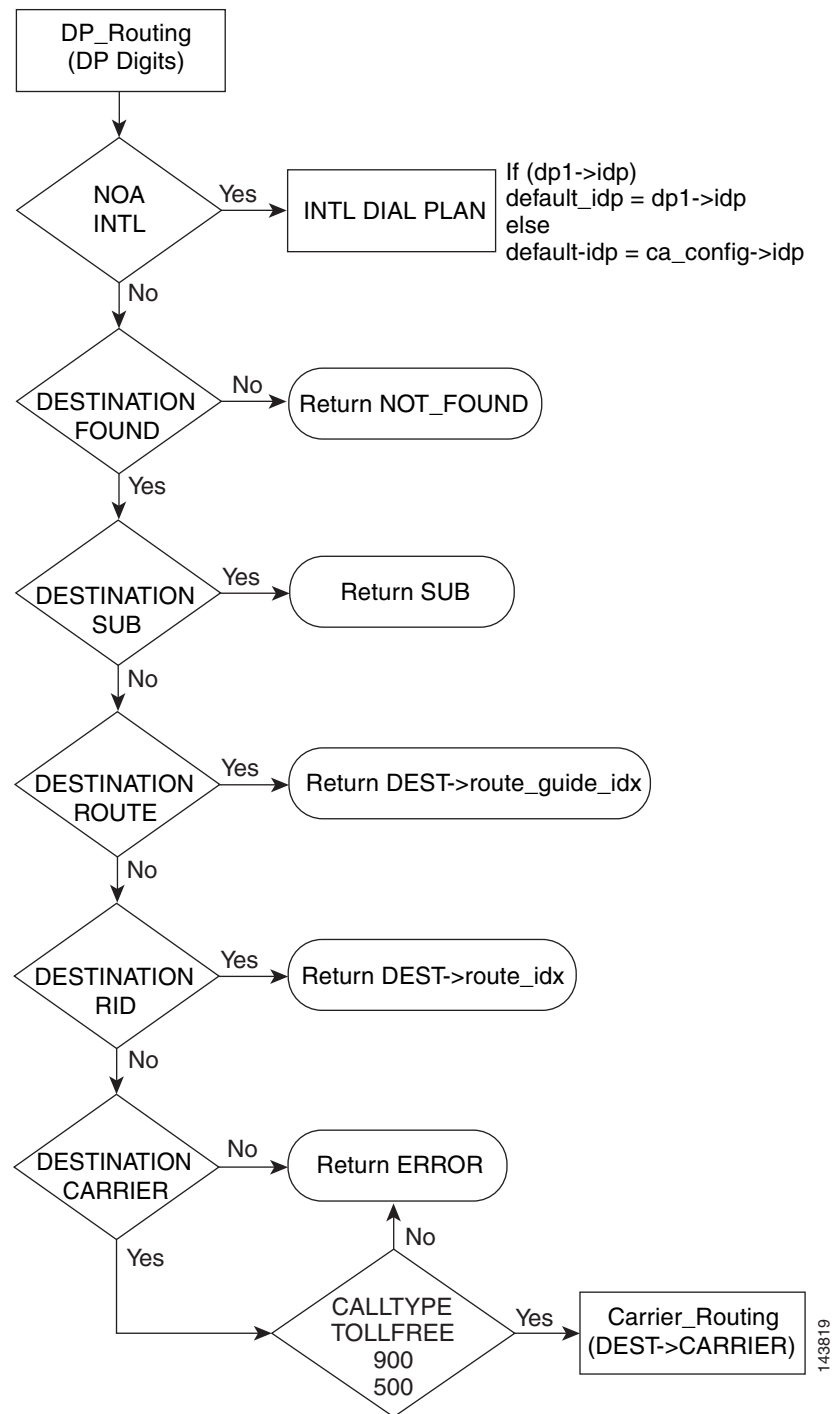 DP_Routing
(DP Digits)
NOA
INTL
Yes
INTL DIAL PLAN
If (dp1->idp)
default_idp = dp1->idp
else
default-idp = ca_config->idp
No
DESTINATION
FOUND
No
Return NOT_FOUND
Yes
DESTINATION
SUB
Yes
Return SUB
No
DESTINATION
ROUTE
Yes
Return DEST->route_guide_idx
No
DESTINATION
RID
Yes
Return DEST->route_idx
No
DESTINATION
CARRIER
No
Return ERROR
Yes
No
CALLTYPE
TOLLFREE
900
500
Yes
Carrier_Routing
(DEST->CARRIER)
143819